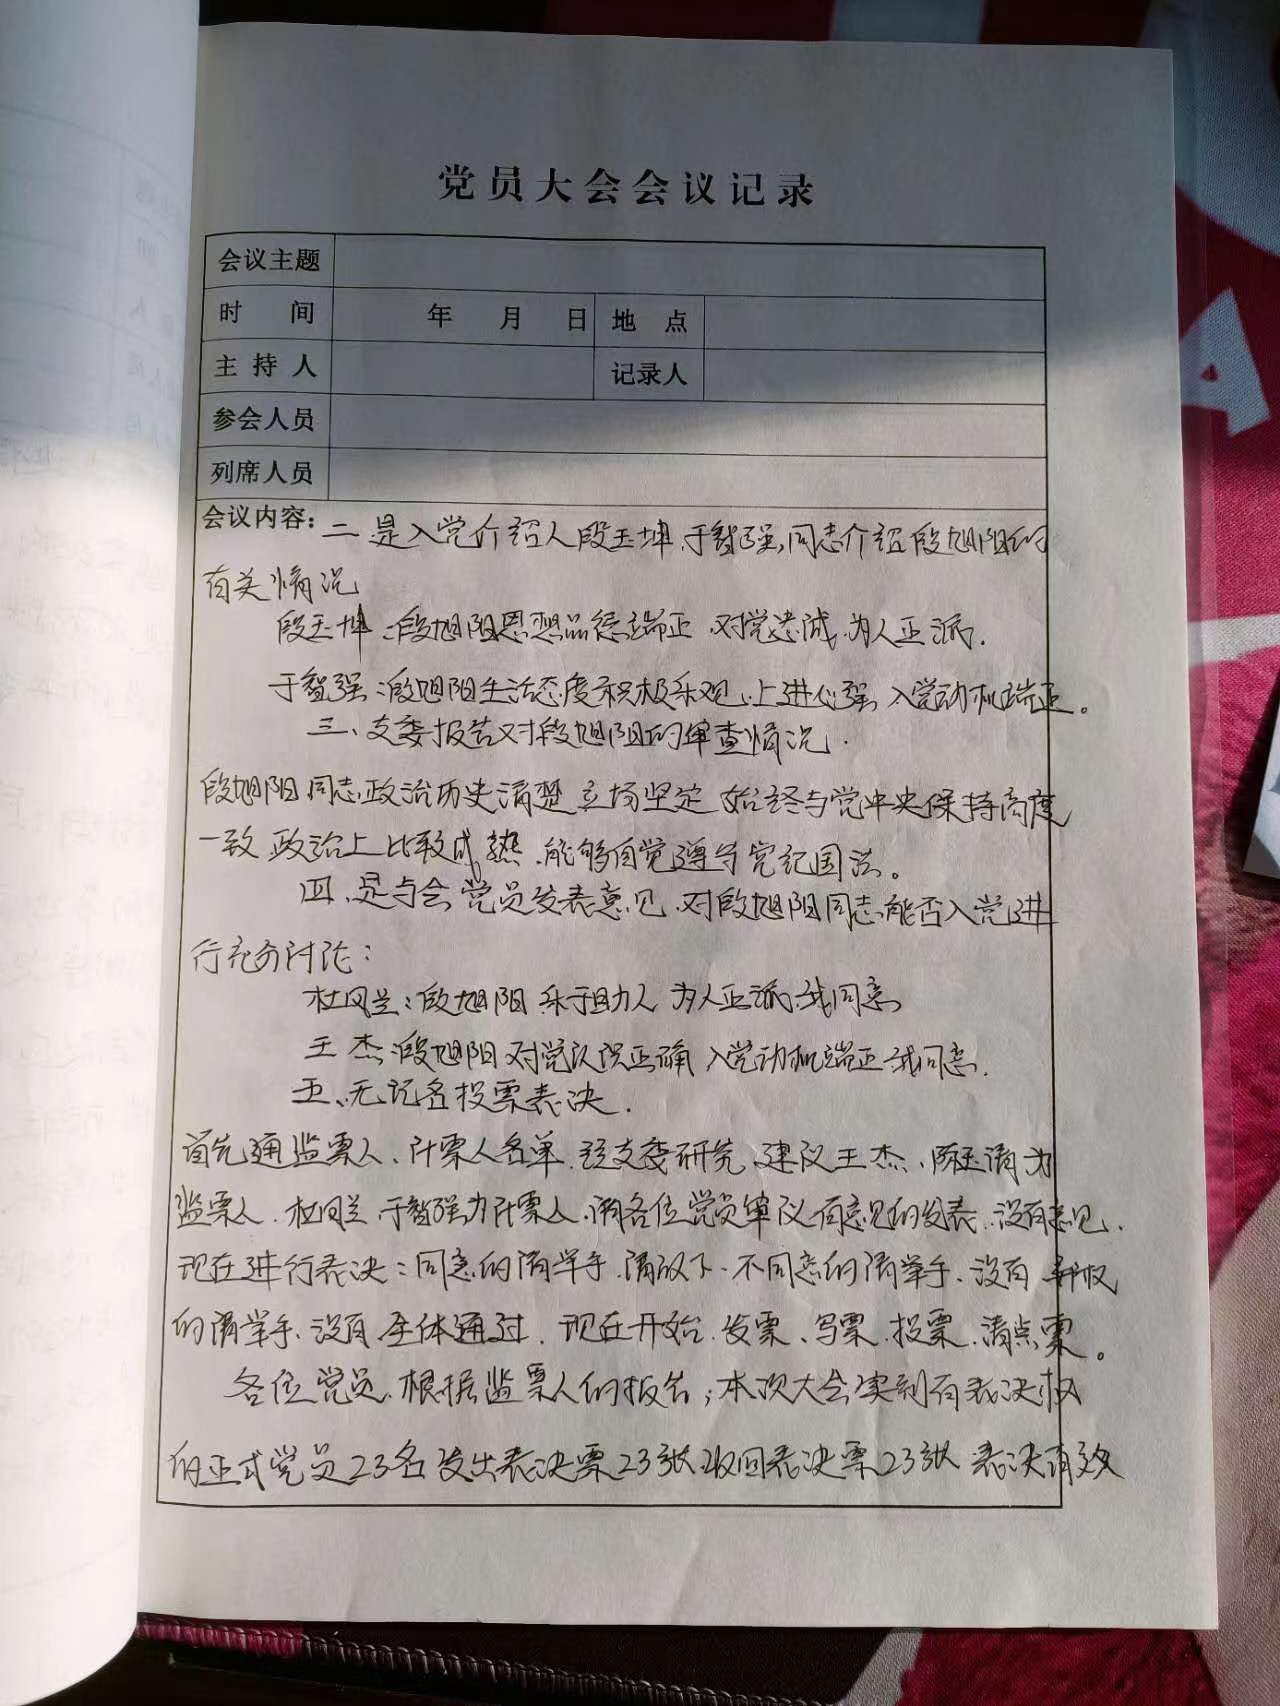 党员大会会议记录
会议主题
时 间 年 月 日 地 点
主 持 人 记录人
参会人员
列席人员
会议内容：二.是入党介绍人段玉坤.于智强,同志介绍段旭阳的
有关情况
段玉坤:段旭阳思想品德端正.对党忠诚.为人正派.
于智强:段旭阳生活态度积极乐观.上进心强 入党动机端正。
三、支委报告对段旭阳的审查情况.
段旭阳同志政治历史清楚 立场坚定 始终与党中央保持高度
一致 政治上比较成熟.能够自觉遵守党纪国法。
四.是与会党员发表意见.对段旭阳同志能否入党进
行充分讨论：
杜凤兰:段旭阳 乐于助人 为人正派.我同意
王 杰:段旭阳 对党认识正确 入党动机端正.我同意.
五、无记名投票表决.
首先通监票人、计票人名单.经支委研究 建议王杰、陈玉清为
监票人.杜凤兰.于智强为计票人.请各位党员审议 有意见的发表.没有意见.
现在进行表决:同意的请举手.请放下.不同意的请举手.没有 弃权
的请举手.没有.全体通过.现在开始.发票、写票.投票.清点票。
各位党员.根据监票人的报告;本次大会实到有表决权
的正式党员23名 发出表决票23张.收回表决票23张 表决有效